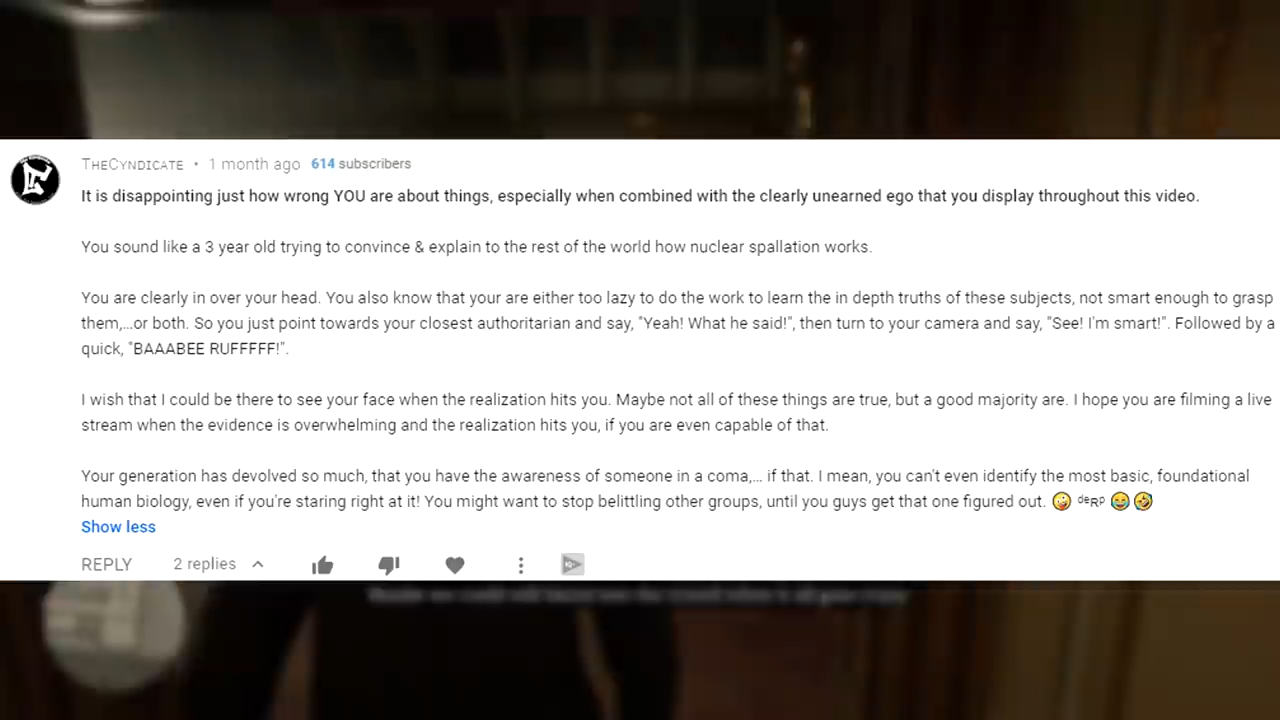 THECYNDICATE • 1 month ago 614 subscribers
It is disappointing just how wrong YOU are about things, especially when combined with the clearly unearned ego that you display throughout this video.
You sound like a 3 year old trying to convince & explain to the rest of the world how nuclear spallation works.
You are clearly in over your head. You also know that your are either too lazy to do the work to learn the in depth truths of these subjects, not smart enough to grasp
them,...or both. So you just point towards your closest authoritarian and say, "Yeah! What he said!", then turn to your camera and say, "See! I'm smart!". Followed by a
quick, "BAAABEE RUFFFFF!".
I wish that I could be there to see your face when the realization hits you. Maybe not all of these things are true, but a good majority are. I hope you are filming a live
stream when the evidence is overwhelming and the realization hits you, if you are even capable of that.
Your generation has devolved so much, that you have the awareness of someone in a coma,... if that. I mean, you can't even identify the most basic, foundational
human biology, even if you're staring right at it! You might want to stop belittling other groups, until you guys get that one figured out. 🤪 ᵈᵉᴿᴾ 😂 🤣
Show less
REPLY 2 replies